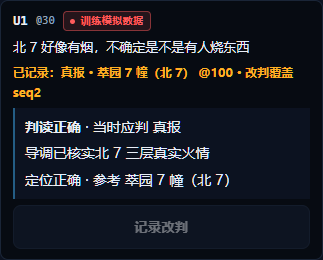 U1 @30 训练模拟数据
北 7 好像有烟，不确定是不是有人烧东西
已记录：真报 · 萃园 7 幢（北 7） @100 · 改判覆盖
seq2
判读正确 · 当时应判 真报
导调已核实北 7 三层真实火情
定位正确 · 参考 萃园 7 幢（北 7）
记录改判